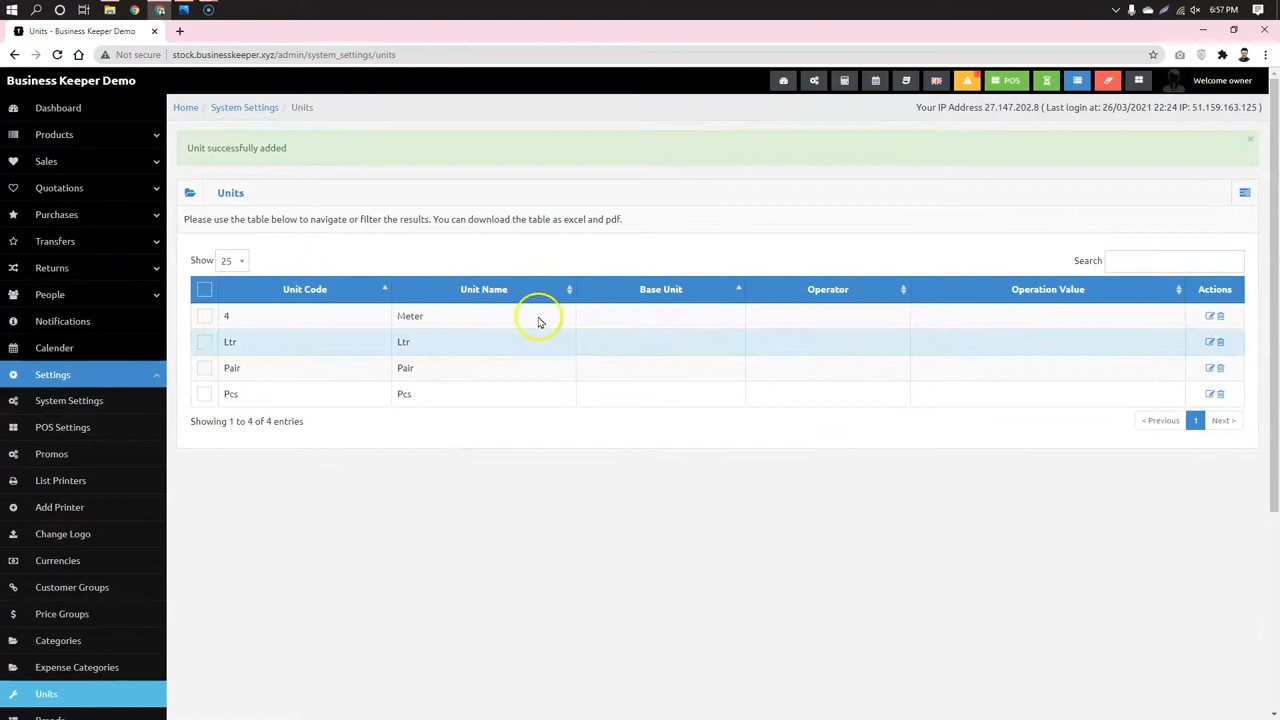 6:57 PM
Units - Business Keeper Demo
Not secure stock.businesskeeper.xyz/admin/system_settings/units
Business Keeper Demo
POS
Welcome owner
Home / System Settings / Units
Your IP Address 27.147.202.8 ( Last login at: 26/03/2021 22:24 IP: 51.159.163.125 )
Dashboard
Products
Sales
Quotations
Purchases
Transfers
Returns
People
Notifications
Calender
Settings
System Settings
POS Settings
Promos
List Printers
Add Printer
Change Logo
Currencies
Customer Groups
Price Groups
Categories
Expense Categories
Units
Unit successfully added ×
Units
Please use the table below to navigate or filter the results. You can download the table as excel and pdf.
Show 25
Search
Unit Code Unit Name Base Unit Operator Operation Value Actions
4 Meter
Ltr Ltr
Pair Pair
Pcs Pcs
Showing 1 to 4 of 4 entries
< Previous 1 Next >